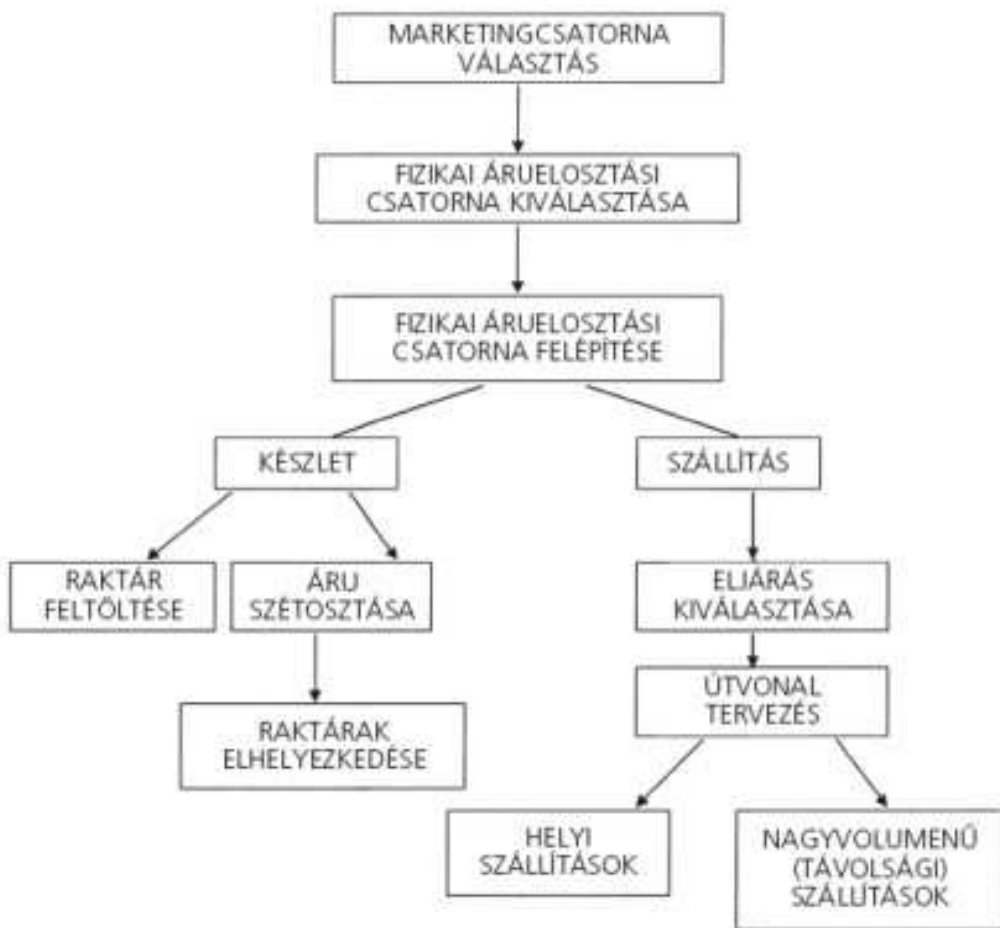 MARKETINGCSATORNA
VÁLASZTÁS
FIZIKAI ÁRUELOSZTÁSI
CSATORNA KIVÁLASZTÁSA
FIZIKAI ÁRUELOSZTÁSI
CSATORNA FELÉPÍTÉSE
KÉSZLET
SZÁLLÍTÁS
RAKTÁR
FELTÖLTÉSE
ÁRU
SZÉTOSZTÁSA
ELJÁRÁS
KIVÁLASZTÁSA
RAKTÁRAK
ELHELYEZKEDÉSE
ÚTVONAL
TERVEZÉS
HELYI
SZÁLLÍTÁSOK
NAGYVOLUMENŰ
(TÁVOLSÁGI)
SZÁLLÍTÁSOK